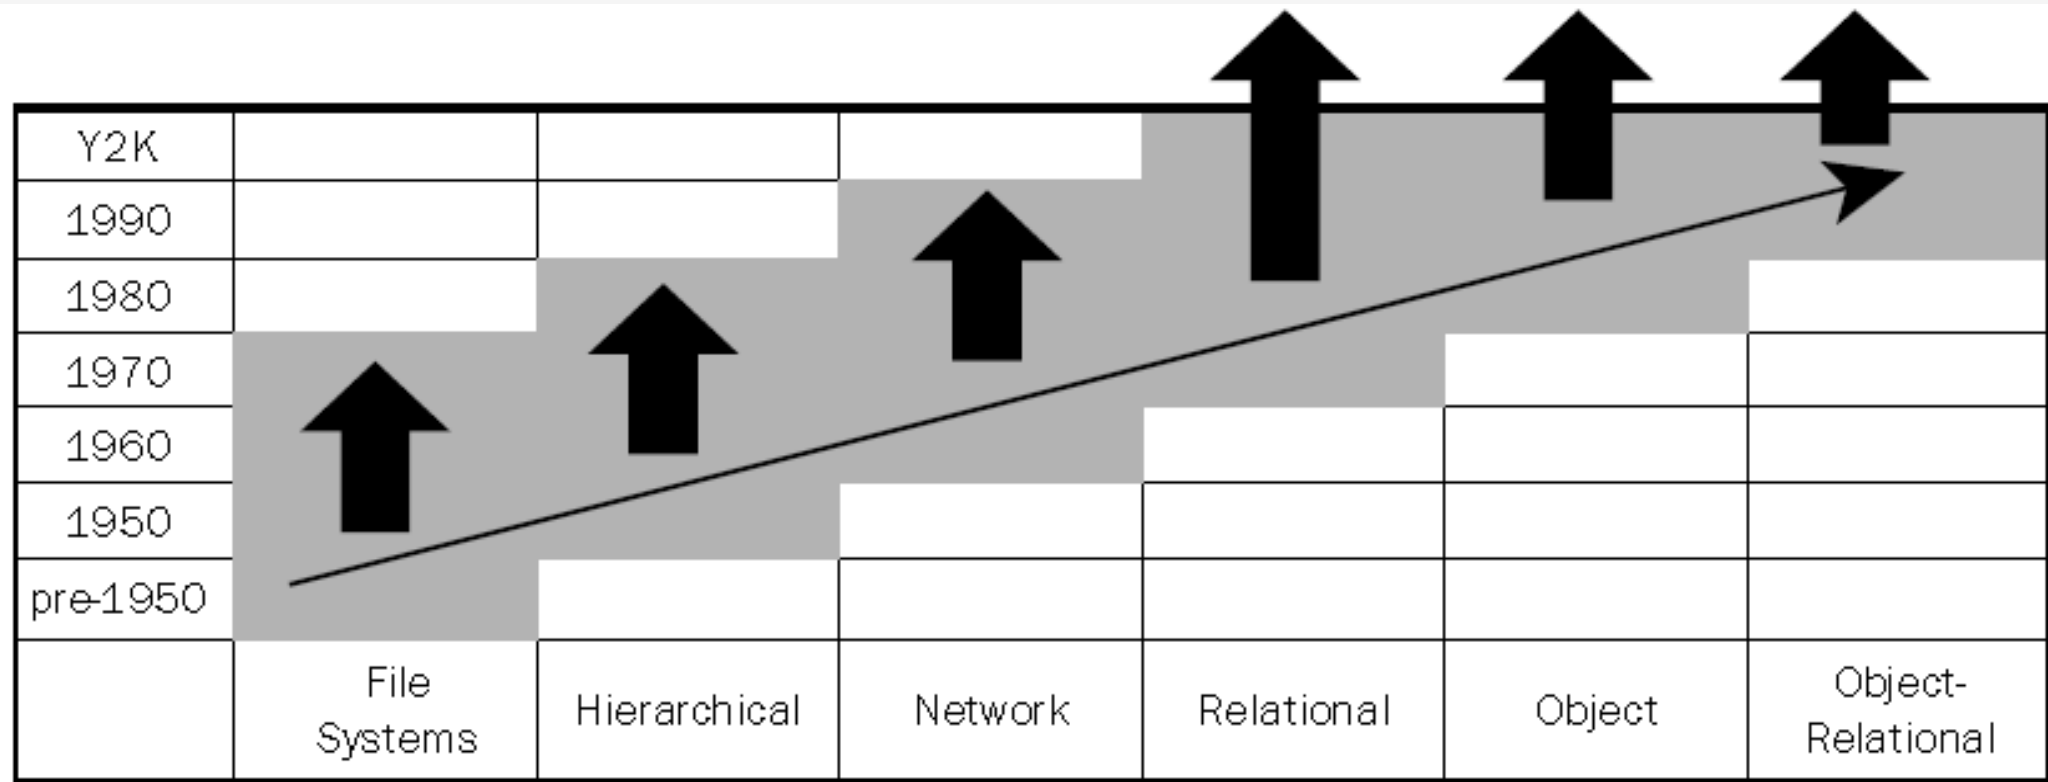 Y2K
1990
1980
1970
1960
1950
pre-1950
File
Systems
Hierarchical
Network
Relational
Object
Object-
Relational